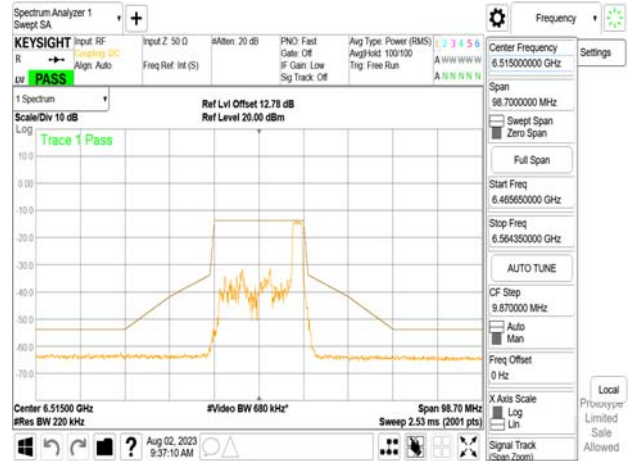 Spectrum Analyzer 1
Swept SA
+
Frequency
KEYSIGHT
Input: RF
Coupling: DC
Align: Auto
Input Z: 50 Ω
Freq Ref: Int (S)
#Atten: 20 dB
PNO: Fast
Gate: Off
IF Gain: Low
Sig Track: Off
Avg Type: Power (RMS)
Avg|Hold: 100/100
Trig: Free Run
1 2 3 4 5 6
A W W W W W
A N N N N N
R
LVI PASS
1 Spectrum
Scale/Div 10 dB
Ref Lvl Offset 12.78 dB
Ref Level 20.00 dBm
Log
Trace 1 Pass
10.0
0.00
-10.0
-20.0
-30.0
-40.0
-50.0
-60.0
-70.0
Center 6.51500 GHz
#Res BW 220 kHz
#Video BW 680 kHz*
Span 98.70 MHz
Sweep 2.53 ms (2001 pts)
Aug 02, 2023
9:37:10 AM
?
Center Frequency
6.515000000 GHz
Settings
Span
98.7000000 MHz
Swept Span
Zero Span
Full Span
Start Freq
6.465650000 GHz
Stop Freq
6.564350000 GHz
AUTO TUNE
CF Step
9.870000 MHz
Auto
Man
Freq Offset
0 Hz
X Axis Scale
Log
Lin
Signal Track
(Span Zoom)
Local
Prototype
Limited
Sale
Allowed